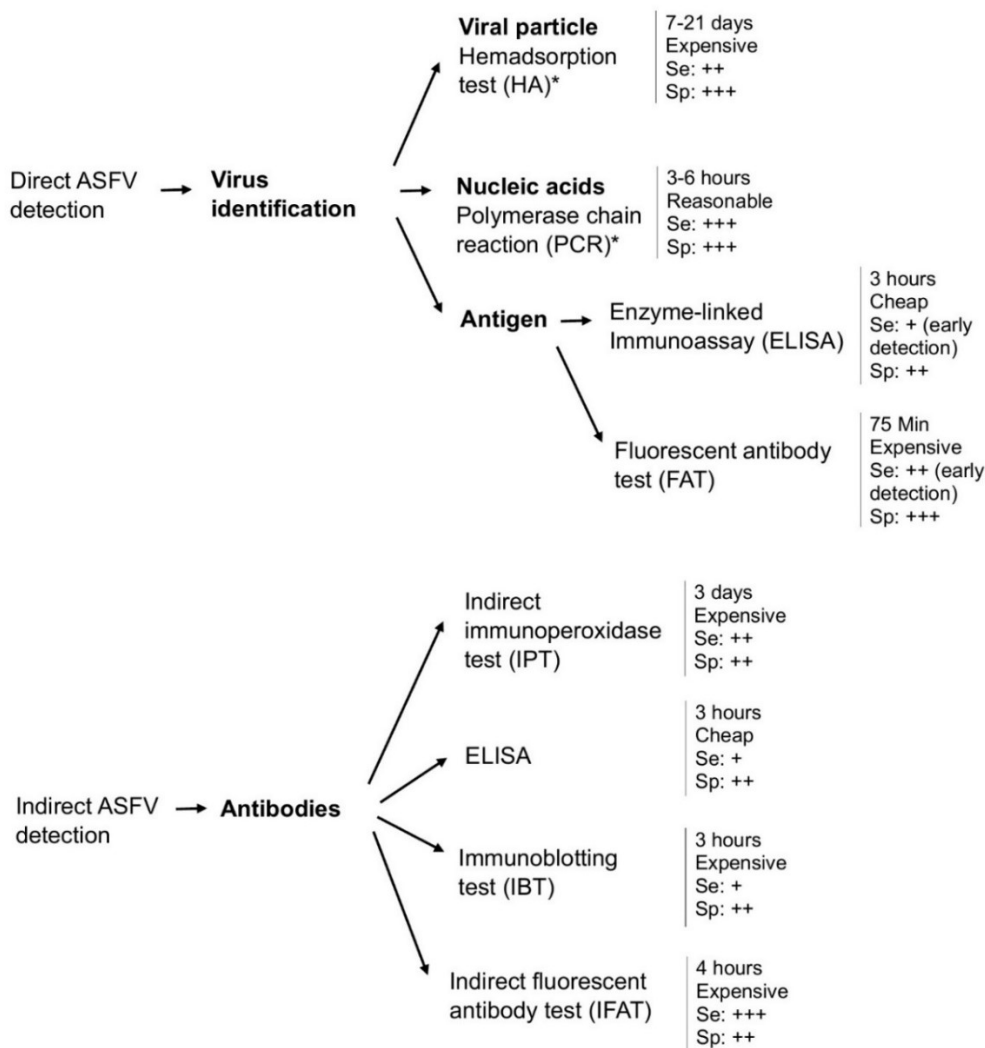 Viral particle
Hemadsorption
test (HA)*
7-21 days
Expensive
Se: ++
Sp: +++
Direct ASFV
detection
Virus
identification
Nucleic acids
Polymerase chain
reaction (PCR)*
3-6 hours
Reasonable
Se: +++
Sp: +++
Antigen
Enzyme-linked
Immunoassay (ELISA)
3 hours
Cheap
Se: + (early
detection)
Sp: ++
Fluorescent antibody
test (FAT)
75 Min
Expensive
Se: ++ (early
detection)
Sp: +++
Indirect
immunoperoxidase
test (IPT)
3 days
Expensive
Se: ++
Sp: ++
ELISA
3 hours
Cheap
Se: +
Sp: ++
Indirect ASFV
detection
Antibodies
Immunoblotting
test (IBT)
3 hours
Expensive
Se: +
Sp: ++
Indirect fluorescent
antibody test (IFAT)
4 hours
Expensive
Se: +++
Sp: ++